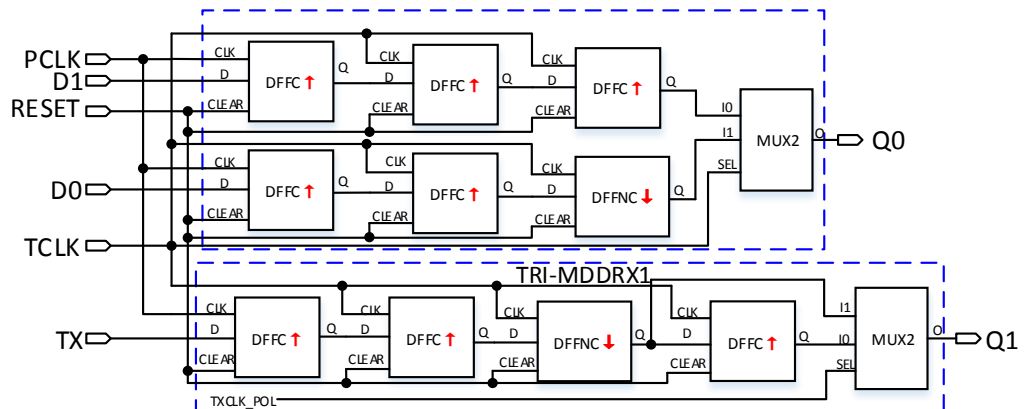 CLK
PCLK
D Q D Q D
D1
DFFC DFFC DFFC
CLK
Q
RESET
CLEAR CLEAR CLEAR
I0
I1
MUX2 O Q0
SEL
CLK CLK CLK
D0
D Q D Q D Q
DFFC DFFC DFFNC
CLEAR CLEAR CLEAR
TCLK
TRI-MDDRX1
CLK CLK CLK CLK
I1
TX
D Q D Q D Q D Q I0
DFFC DFFC DFFNC DFFC
MUX2 O Q1
CLEAR CLEAR CLEAR CLEAR
SEL
TXCLK_POL